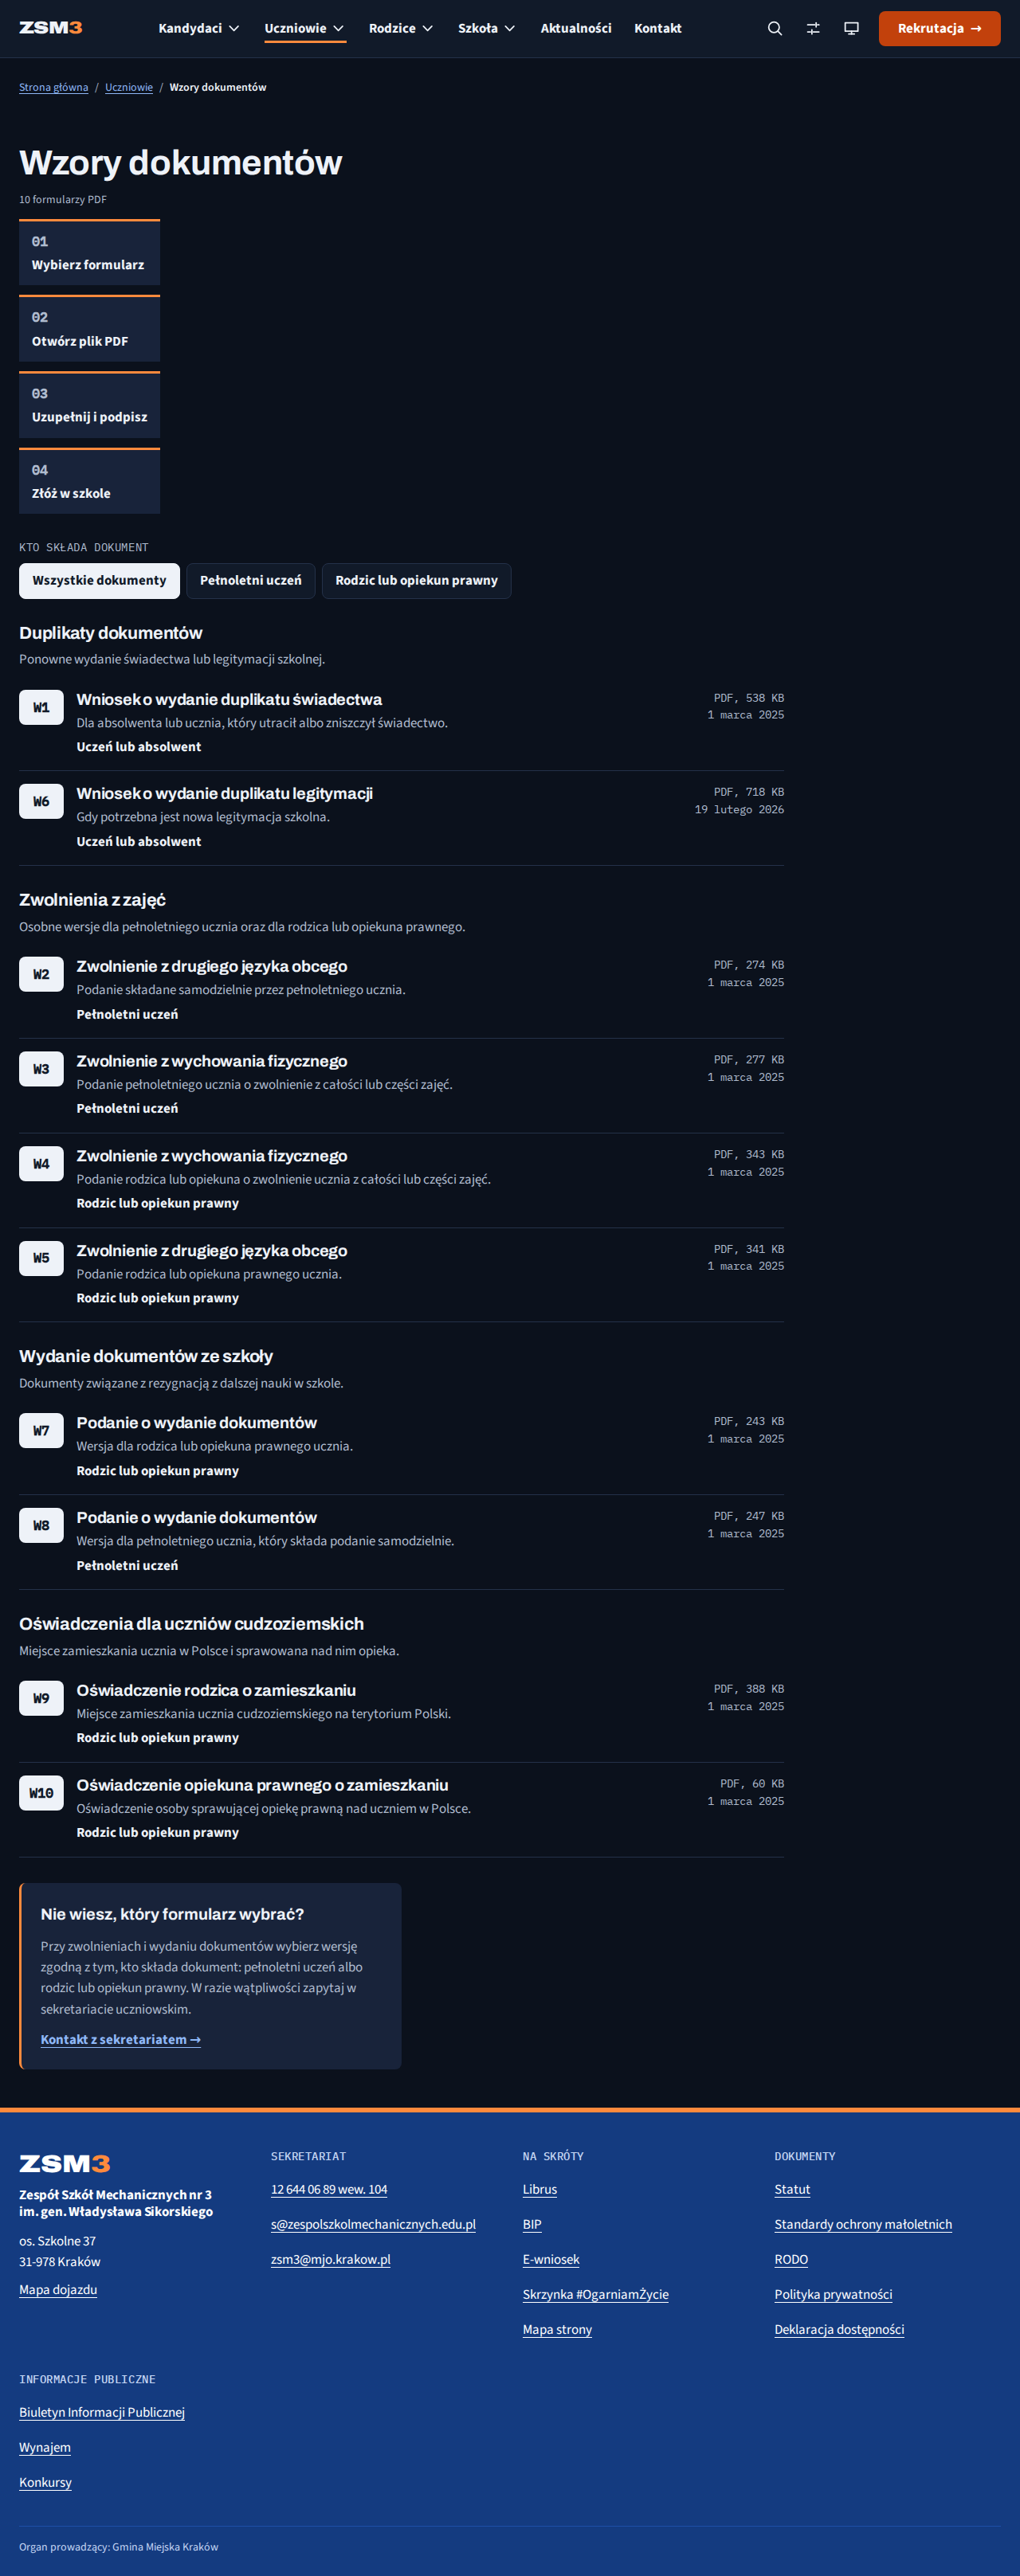 ZSM3 Kandydaci Uczniowie Rodzice Szkoła Aktualności Kontakt Rekrutacja →
Strona główna / Uczniowie / Wzory dokumentów
Wzory dokumentów
10 formularzy PDF
01
Wybierz formularz
02
Otwórz plik PDF
03
Uzupełnij i podpisz
04
Złóż w szkole
KTO SKŁADA DOKUMENT
Wszystkie dokumenty Pełnoletni uczeń Rodzic lub opiekun prawny
Duplikaty dokumentów
Ponowne wydanie świadectwa lub legitymacji szkolnej.
W1 Wniosek o wydanie duplikatu świadectwa PDF, 538 KB
Dla absolwenta lub ucznia, który utracił albo zniszczył świadectwo. 1 marca 2025
Uczeń lub absolwent
W6 Wniosek o wydanie duplikatu legitymacji PDF, 718 KB
Gdy potrzebna jest nowa legitymacja szkolna. 19 lutego 2026
Uczeń lub absolwent
Zwolnienia z zajęć
Osobne wersje dla pełnoletniego ucznia oraz dla rodzica lub opiekuna prawnego.
W2 Zwolnienie z drugiego języka obcego PDF, 274 KB
Podanie składane samodzielnie przez pełnoletniego ucznia. 1 marca 2025
Pełnoletni uczeń
W3 Zwolnienie z wychowania fizycznego PDF, 277 KB
Podanie pełnoletniego ucznia o zwolnienie z całości lub części zajęć. 1 marca 2025
Pełnoletni uczeń
W4 Zwolnienie z wychowania fizycznego PDF, 343 KB
Podanie rodzica lub opiekuna o zwolnienie ucznia z całości lub części zajęć. 1 marca 2025
Rodzic lub opiekun prawny
W5 Zwolnienie z drugiego języka obcego PDF, 341 KB
Podanie rodzica lub opiekuna prawnego ucznia. 1 marca 2025
Rodzic lub opiekun prawny
Wydanie dokumentów ze szkoły
Dokumenty związane z rezygnacją z dalszej nauki w szkole.
W7 Podanie o wydanie dokumentów PDF, 243 KB
Wersja dla rodzica lub opiekuna prawnego ucznia. 1 marca 2025
Rodzic lub opiekun prawny
W8 Podanie o wydanie dokumentów PDF, 247 KB
Wersja dla pełnoletniego ucznia, który składa podanie samodzielnie. 1 marca 2025
Pełnoletni uczeń
Oświadczenia dla uczniów cudzoziemskich
Miejsce zamieszkania ucznia w Polsce i sprawowana nad nim opieka.
W9 Oświadczenie rodzica o zamieszkaniu PDF, 388 KB
Miejsce zamieszkania ucznia cudzoziemskiego na terytorium Polski. 1 marca 2025
Rodzic lub opiekun prawny
W10 Oświadczenie opiekuna prawnego o zamieszkaniu PDF, 60 KB
Oświadczenie osoby sprawującej opiekę prawną nad uczniem w Polsce. 1 marca 2025
Rodzic lub opiekun prawny
Nie wiesz, który formularz wybrać?
Przy zwolnieniach i wydaniu dokumentów wybierz wersję
zgodną z tym, kto składa dokument: pełnoletni uczeń albo
rodzic lub opiekun prawny. W razie wątpliwości zapytaj w
sekretariacie uczniowskim.
Kontakt z sekretariatem →
ZSM3
Zespół Szkół Mechanicznych nr 3
im. gen. Władysława Sikorskiego
os. Szkolne 37
31-978 Kraków
Mapa dojazdu
SEKRETARIAT
12 644 06 89 wew. 104
s@zespolszkolmechanicznych.edu.pl
zsm3@mjo.krakow.pl
NA SKRÓTY
Librus
BIP
E-wniosek
Skrzynka #OgarniamŻycie
Mapa strony
DOKUMENTY
Statut
Standardy ochrony małoletnich
RODO
Polityka prywatności
Deklaracja dostępności
INFORMACJE PUBLICZNE
Biuletyn Informacji Publicznej
Wynajem
Konkursy
Organ prowadzący: Gmina Miejska Kraków